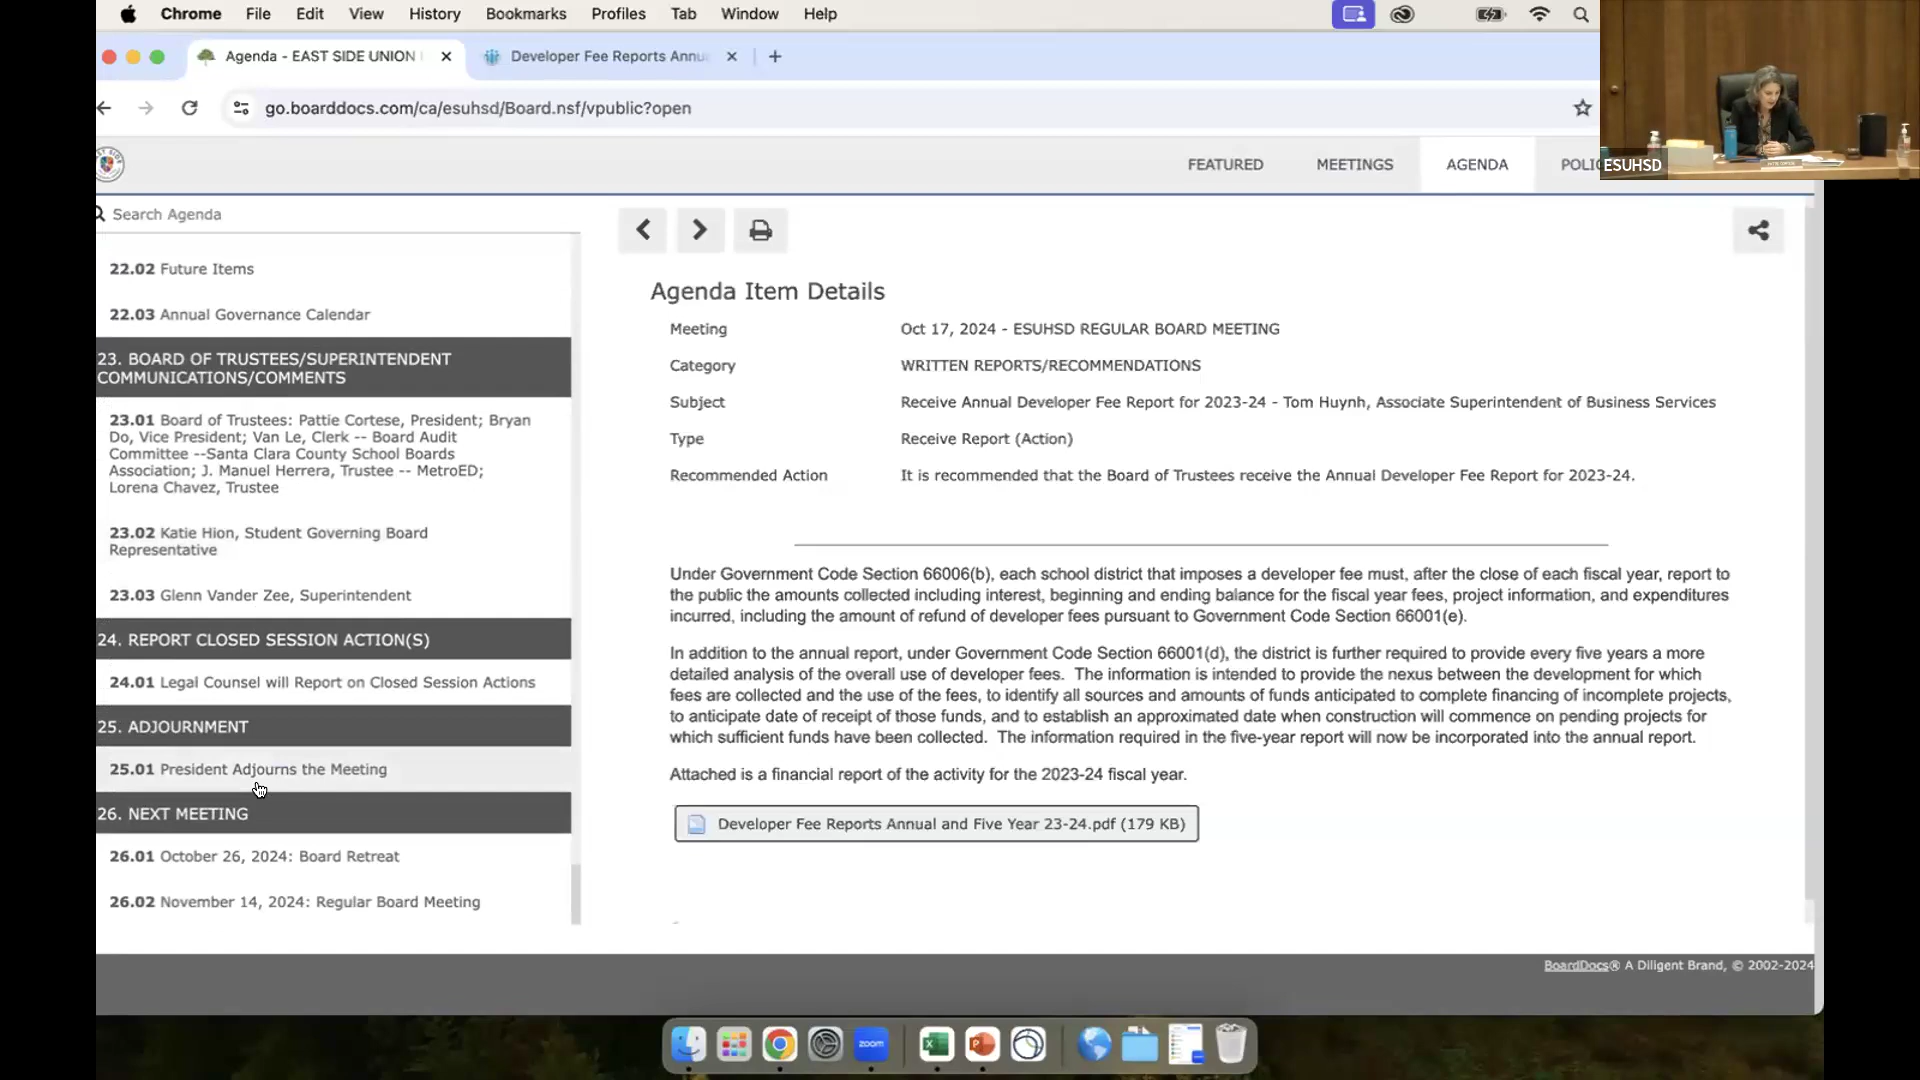 Chrome File Edit View History Bookmarks Profiles Tab Window Help
Agenda - EAST SIDE UNION
Developer Fee Reports Annu
go.boarddocs.com/ca/esuhsd/Board.nsf/vpublic?open
FEATURED MEETINGS AGENDA POLI
ESUHSD
Search Agenda
22.02 Future Items
22.03 Annual Governance Calendar
23. BOARD OF TRUSTEES/SUPERINTENDENT
COMMUNICATIONS/COMMENTS
23.01 Board of Trustees: Pattie Cortese, President; Bryan
Do, Vice President; Van Le, Clerk -- Board Audit
Committee --Santa Clara County School Boards
Association; J. Manuel Herrera, Trustee -- MetroED;
Lorena Chavez, Trustee
23.02 Katie Hion, Student Governing Board
Representative
23.03 Glenn Vander Zee, Superintendent
24. REPORT CLOSED SESSION ACTION(S)
24.01 Legal Counsel will Report on Closed Session Actions
25. ADJOURNMENT
25.01 President Adjourns the Meeting
26. NEXT MEETING
26.01 October 26, 2024: Board Retreat
26.02 November 14, 2024: Regular Board Meeting
Agenda Item Details
Meeting Oct 17, 2024 - ESUHSD REGULAR BOARD MEETING
Category WRITTEN REPORTS/RECOMMENDATIONS
Subject Receive Annual Developer Fee Report for 2023-24 - Tom Huynh, Associate Superintendent of Business Services
Type Receive Report (Action)
Recommended Action It is recommended that the Board of Trustees receive the Annual Developer Fee Report for 2023-24.
Under Government Code Section 66006(b), each school district that imposes a developer fee must, after the close of each fiscal year, report to
the public the amounts collected including interest, beginning and ending balance for the fiscal year fees, project information, and expenditures
incurred, including the amount of refund of developer fees pursuant to Government Code Section 66001(e).
In addition to the annual report, under Government Code Section 66001(d), the district is further required to provide every five years a more
detailed analysis of the overall use of developer fees. The information is intended to provide the nexus between the development for which
fees are collected and the use of the fees, to identify all sources and amounts of funds anticipated to complete financing of incomplete projects,
to anticipate date of receipt of those funds, and to establish an approximated date when construction will commence on pending projects for
which sufficient funds have been collected. The information required in the five-year report will now be incorporated into the annual report.
Attached is a financial report of the activity for the 2023-24 fiscal year.
Developer Fee Reports Annual and Five Year 23-24.pdf (179 KB)
BoardDocs® A Diligent Brand, © 2002-2024
zoom